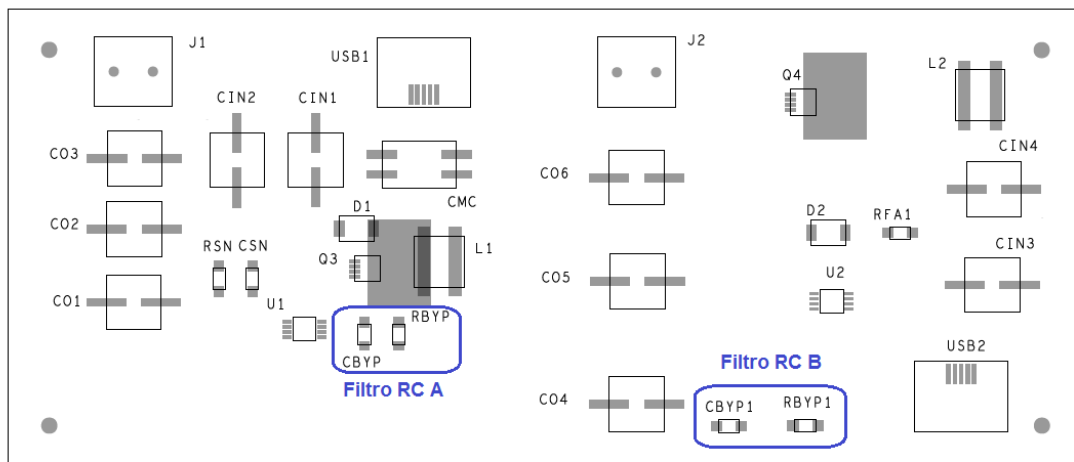 J1
USB1
J2
Q4
L2
CIN2
CIN1
CO3
CMC
CO6
CIN4
CO2
D1
D2
RFA1
RSN
CSN
Q3
L1
CO5
CIN3
U2
CO1
U1
RBYP
CBYP
USB2
Filtro RC A
Filtro RC B
CO4
CBYP1
RBYP1